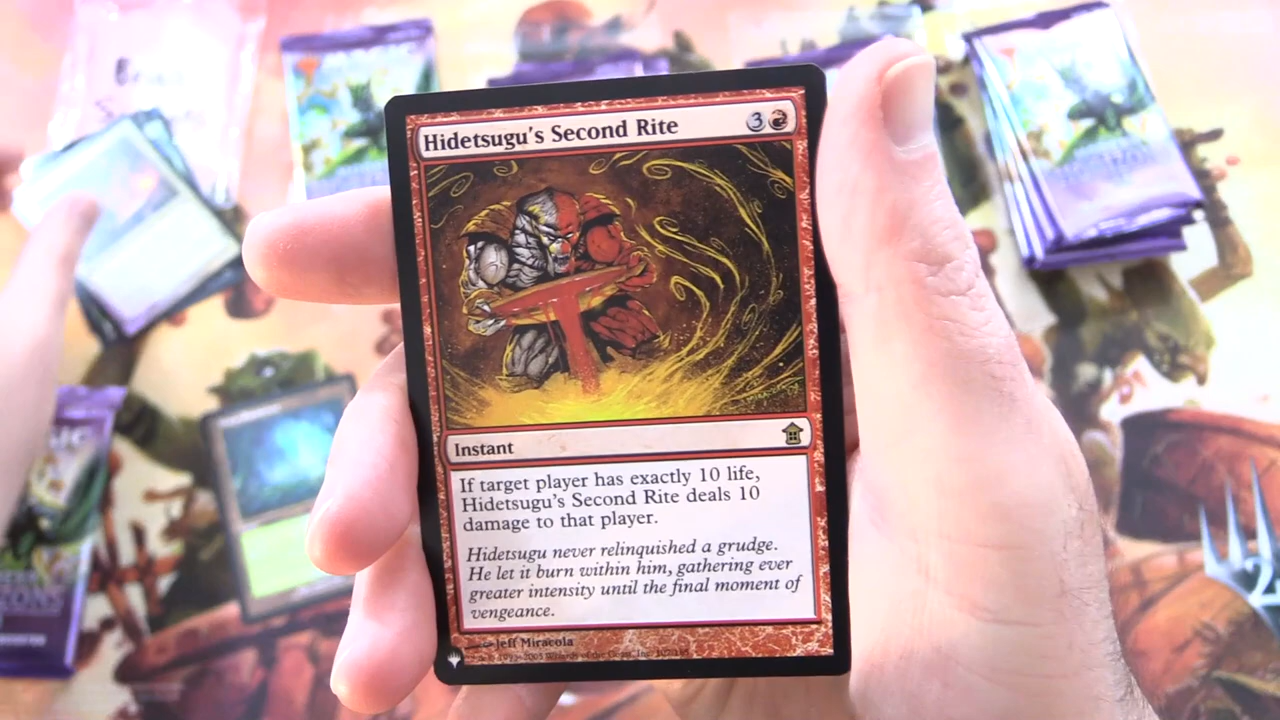 Hidetsugu's Second Rite
3
Instant
If target player has exactly 10 life,
Hidetsugu's Second Rite deals 10
damage to that player.
Hidetsugu never relinquished a grudge.
He let it burn within him, gathering ever
greater intensity until the final moment of
vengeance.
Jeff Miracola